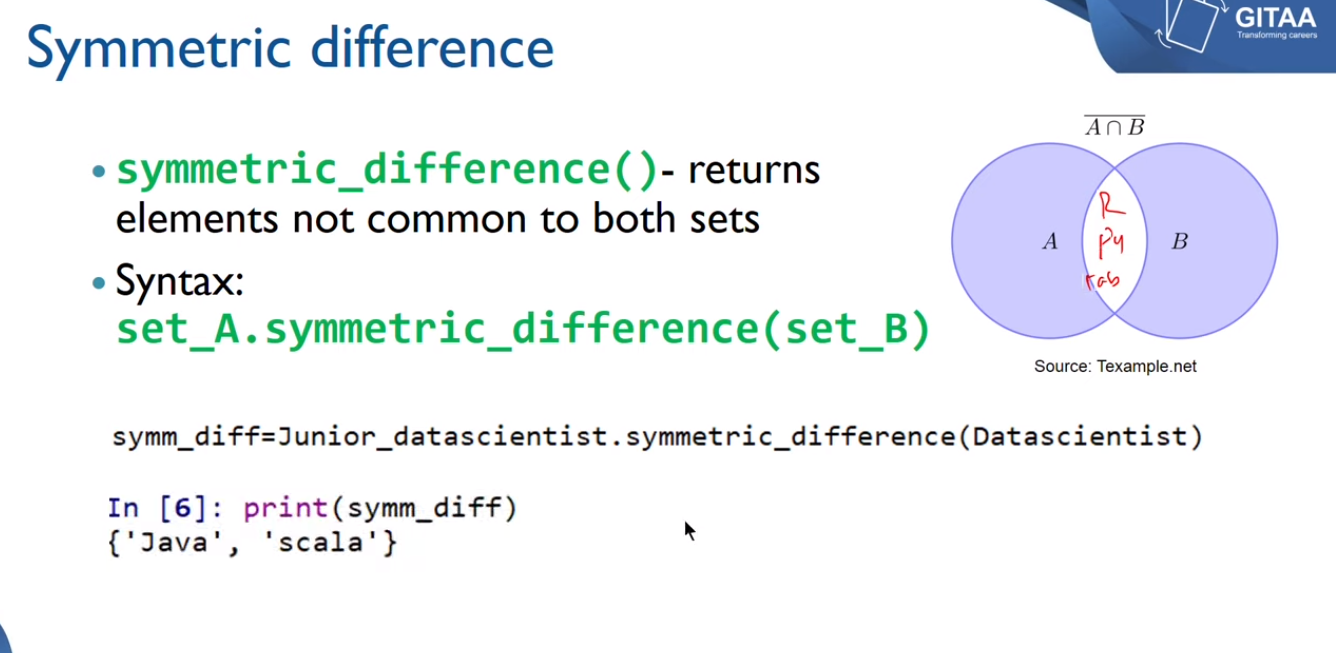 Symmetric difference
GITAA
Transforming careers
• symmetric_difference()- returns
elements not common to both sets
• Syntax:
set_A.symmetric_difference(set_B)
A ∩ B
A
R
Py
B
Source: Texample.net
symm_diff=Junior_datascientist.symmetric_difference(Datascientist)
In [6]: print(symm_diff)
{'Java', 'scala'}